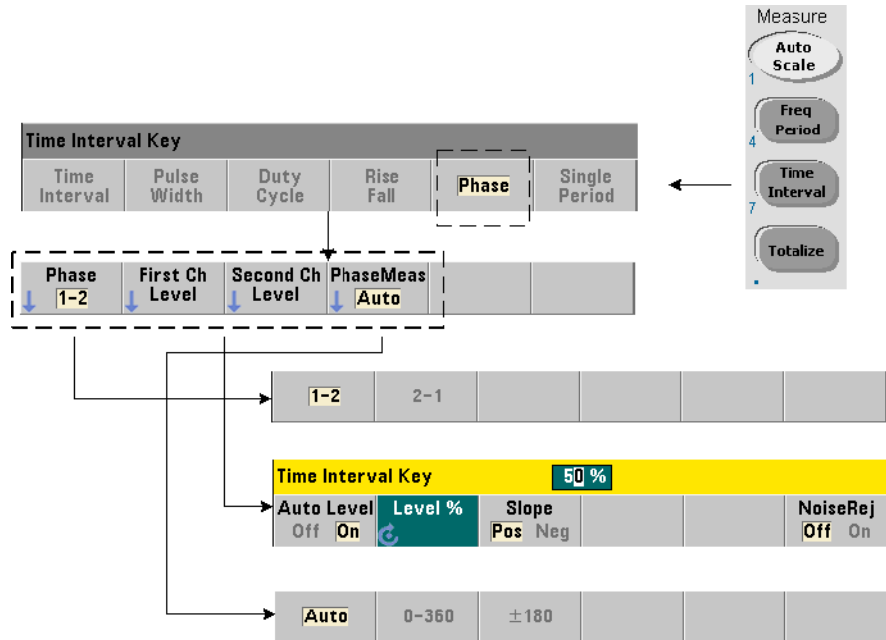 Measure
Auto
Scale
1
Freq
Period
4
Time
Interval
7
Totalize
.
Time Interval Key
Time Interval
Pulse Width
Duty Cycle
Rise Fall
Phase
Single Period
Phase 1-2
First Ch Level
Second Ch Level
PhaseMeas Auto
1-2 2-1
Time Interval Key 50 %
Auto Level Off On
Level %
Slope Pos Neg
NoiseRej Off On
Auto 0-360 ±180